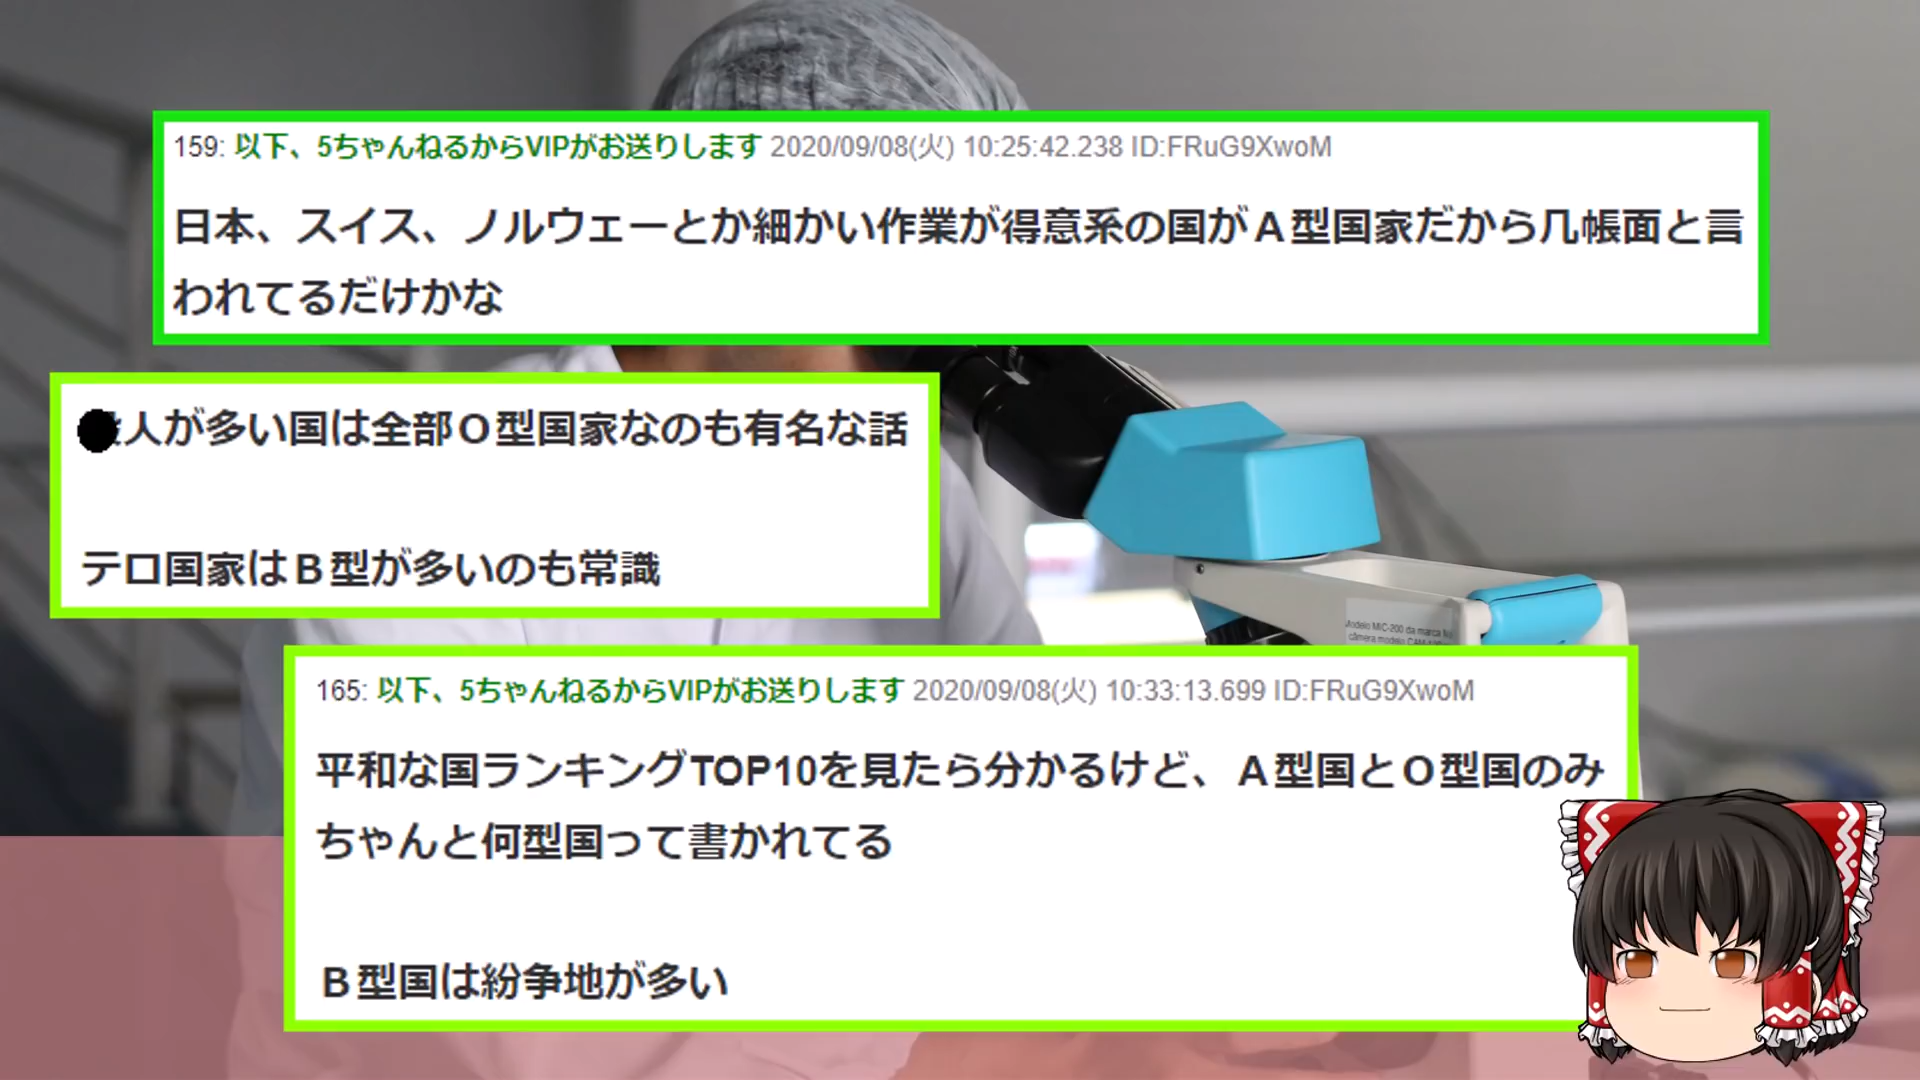 159: 以下、5ちゃんねるからVIPがお送りします 2020/09/08(火) 10:25:42.238 ID:FRuG9XwoM
日本、スイス、ノルウェーとか細かい作業が得意系の国がA型国家だから几帳面と言
われてるだけかな
人が多い国は全部O型国家なのも有名な話
テロ国家はB型が多いのも常識
Modelo MIC-200 da marca
câmera modelo
165: 以下、5ちゃんねるからVIPがお送りします 2020/09/08(火) 10:33:13.699 ID:FRuG9XwoM
平和な国ランキングTOP10を見たら分かるけど、A型国とO型国のみ
ちゃんと何型国って書かれてる
B型国は紛争地が多い